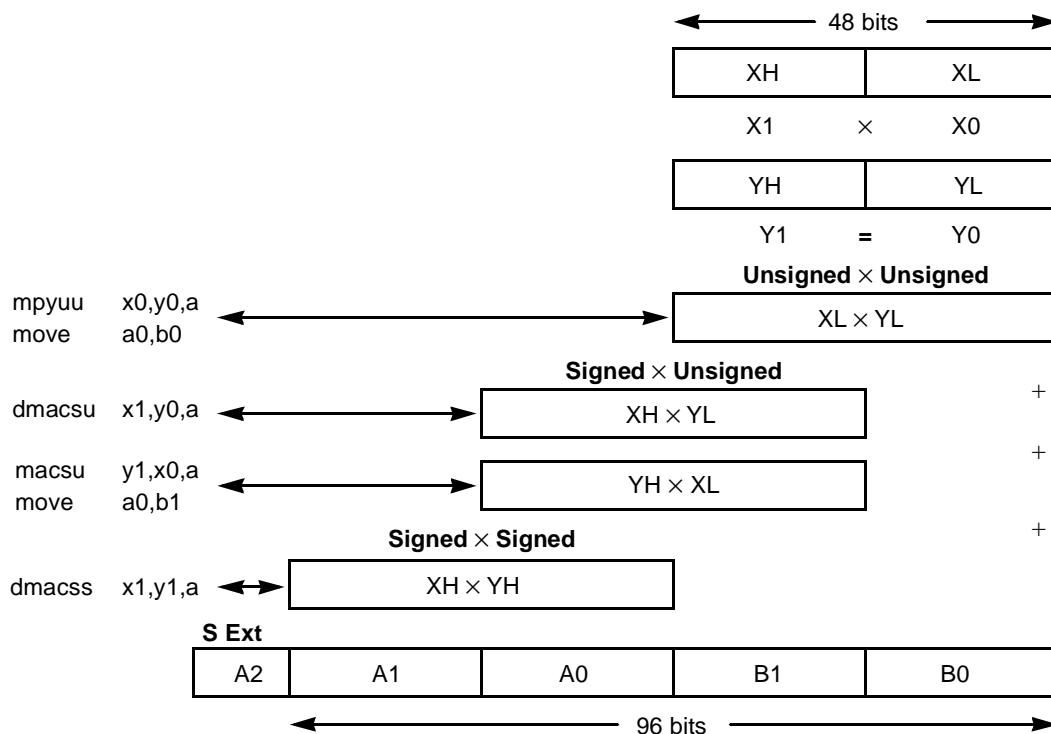 48 bits
XH XL
X1 × X0
YH YL
Y1 = Y0
Unsigned × Unsigned
mpyuu x0,y0,a
XL × YL
move a0,b0
Signed × Unsigned
+
dmacsu x1,y0,a
XH × YL
+
macsu y1,x0,a
YH × XL
move a0,b1
+
Signed × Signed
dmacss x1,y1,a
XH × YH
S Ext
A2 A1 A0 B1 B0
96 bits